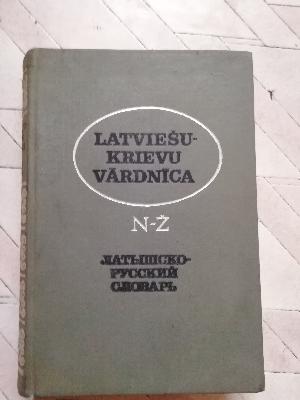 LATVIEŠU-
KRIEVU
VĀRDNĪCA
N-Ž
ЛАТЫШСКО-
РУССКИЙ
СЛОВАРЬ